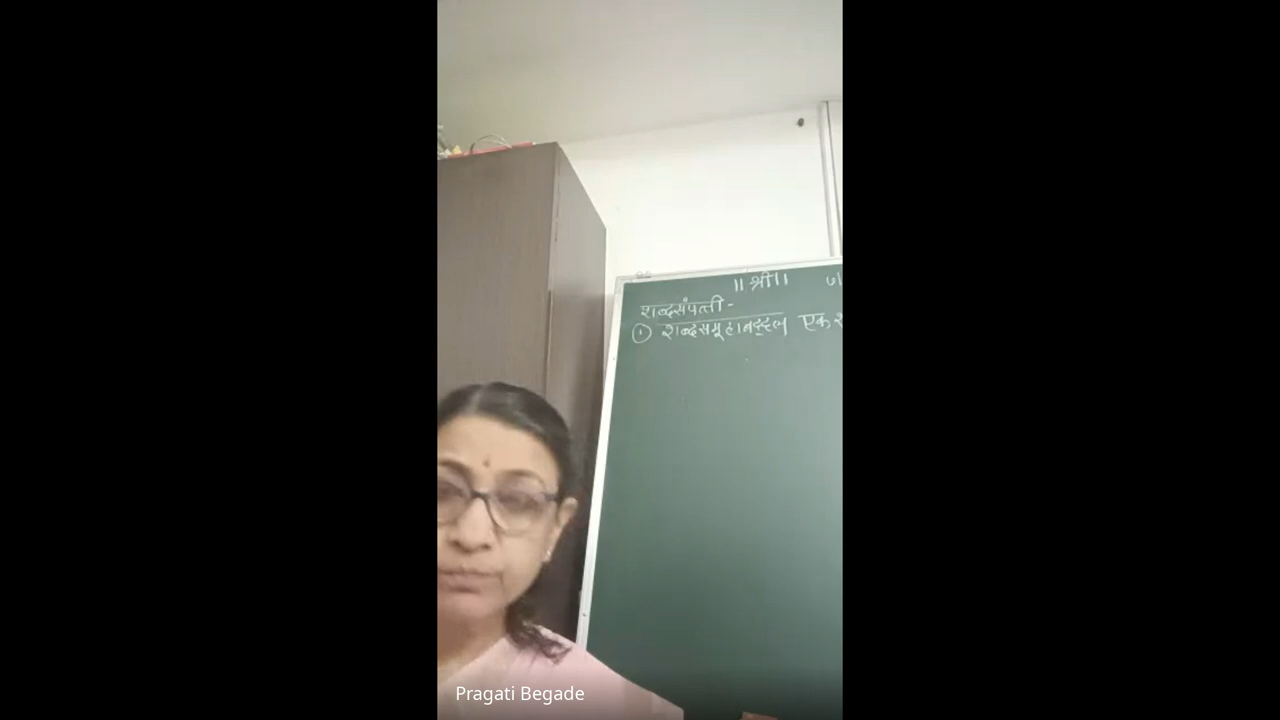 ॥ श्री ॥
शब्दसंपत्ती -
① शब्दसमूहाबद्दल एक
Pragati Begade